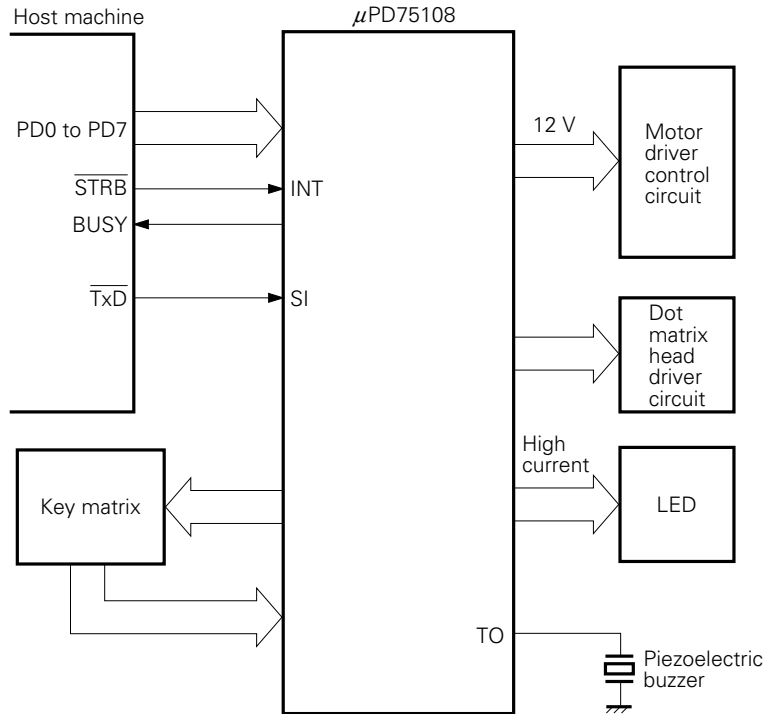 Host machine
μPD75108
PD0 to PD7
STRB
INT
BUSY
TxD
SI
12 V
Motor
driver
control
circuit
Dot
matrix
head
driver
circuit
High
current
LED
Key matrix
TO
Piezoelectric
buzzer